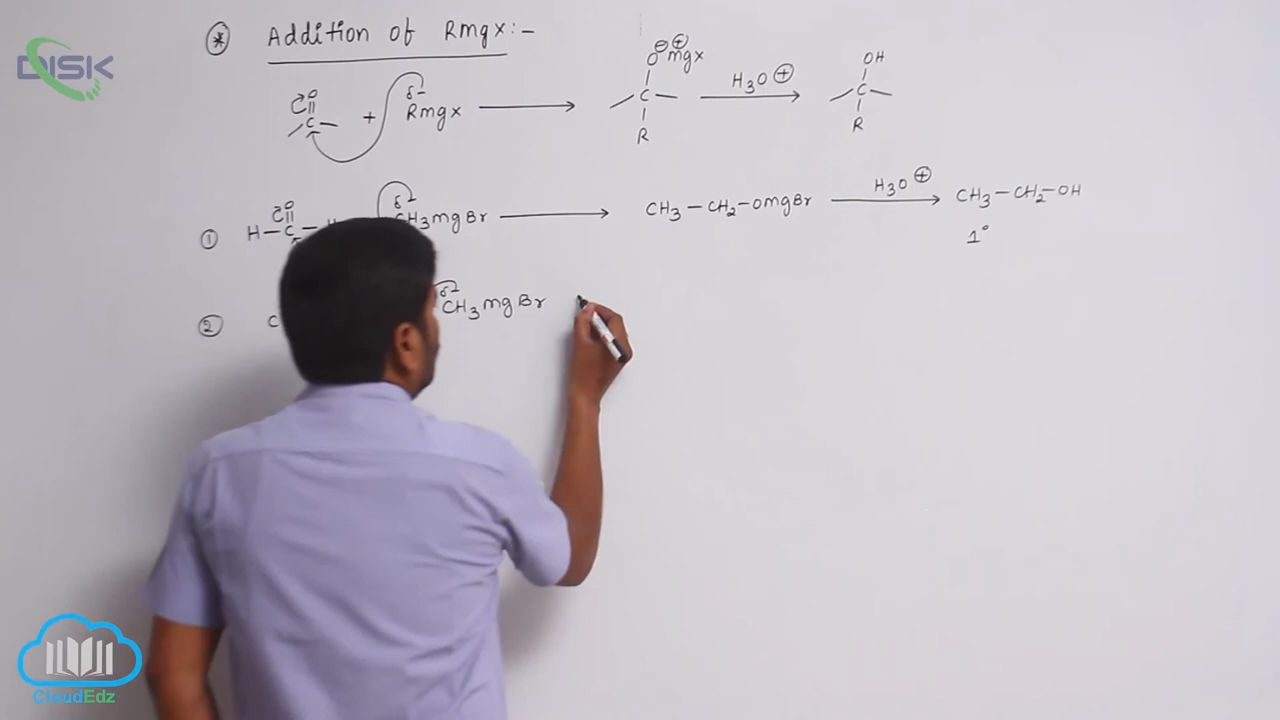 DISK
* Addition of Rmgx:-
O
C + δ- Rmgx → O⊖ ⊕mgx C R H3O⊕ → OH C R
① H-C O δ- CH3mgBr → CH3-CH2-OmgBr H3O⊕ → CH3-CH2-OH
1°
② C δ- CH3mgBr
CloudEdz